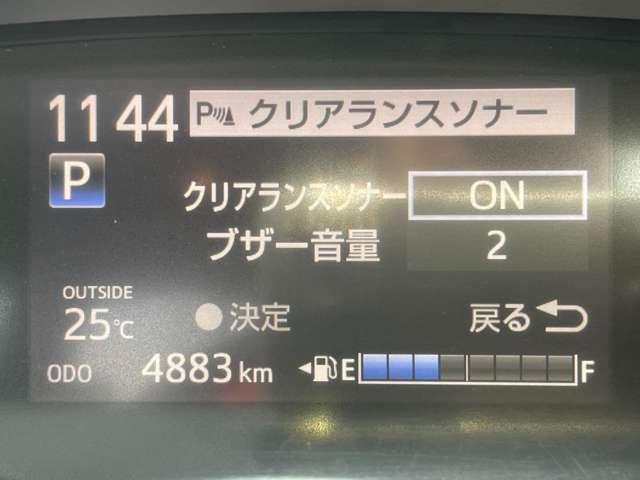 11 44
P クリアランスソナー
P
クリアランスソナー ON
ブザー音量 2
OUTSIDE
25℃
決定
戻る
ODO 4883 km
E F